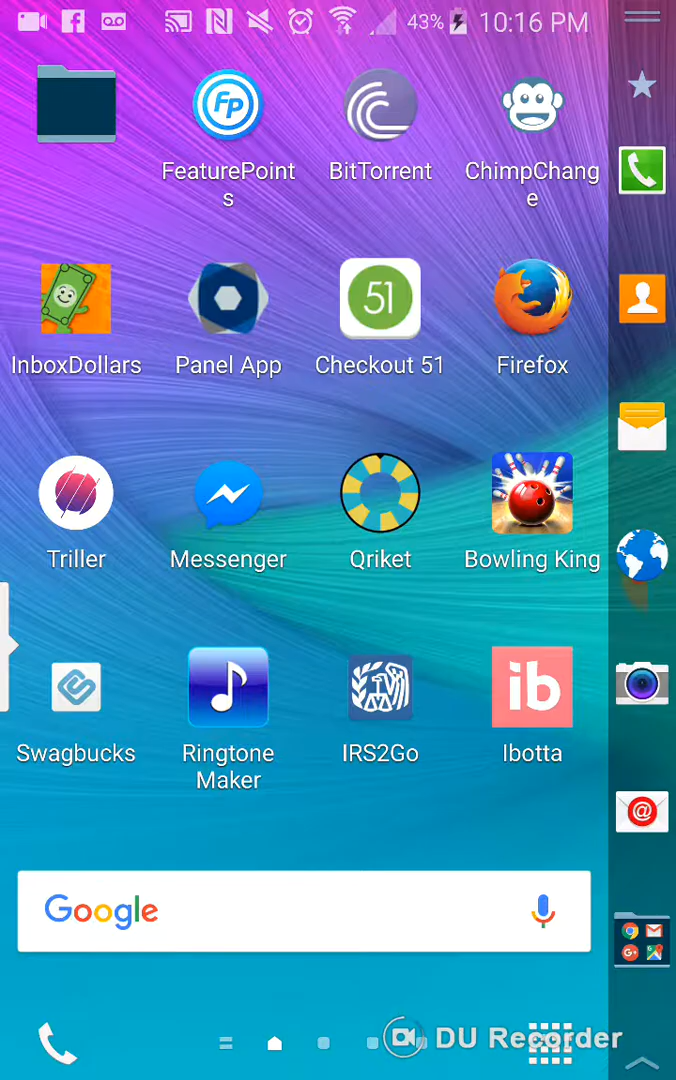 43% 10:16 PM
FeaturePoint
s
BitTorrent
ChimpChang
e
FP
51
InboxDollars
Panel App
Checkout 51
Firefox
Triller
Messenger
Qriket
Bowling King
ib
Swagbucks
Ringtone
Maker
IRS2Go
Ibotta
Google
DU Recorder